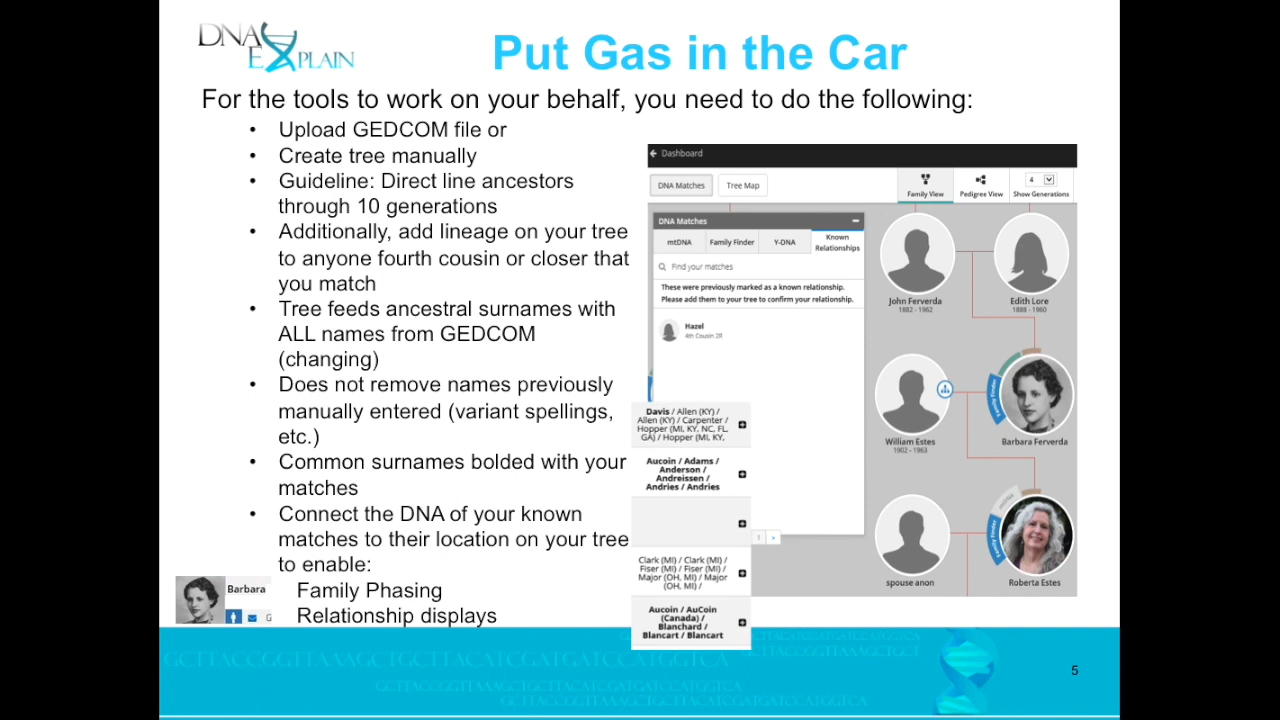 DNA
EXPLAIN
Put Gas in the Car
For the tools to work on your behalf, you need to do the following:
• Upload GEDCOM file or
• Create tree manually
• Guideline: Direct line ancestors
through 10 generations
• Additionally, add lineage on your tree
to anyone fourth cousin or closer that
you match
• Tree feeds ancestral surnames with
ALL names from GEDCOM
(changing)
• Does not remove names previously
manually entered (variant spellings,
etc.)
• Common surnames bolded with your
matches
• Connect the DNA of your known
matches to their location on your tree
to enable:
Family Phasing
Relationship displays
Barbara
G
Dashboard
DNA Matches
Tree Map
Family View
Pedigree View
4
Show Generations
DNA Matches
mtDNA
Family Finder
Y-DNA
Known
Relationships
Find your matches
These were previously marked as a known relationship.
Please add them to your tree to confirm your relationship.
Hazel
4th Cousin 2R
John Ferverda
1882 - 1962
Edith Lore
1888 - 1960
William Estes
1902 - 1963
Family Finder
Barbara Ferverda
spouse anon
Family Finder
Roberta Estes
Davis / Allen (KY) /
Allen (KY) / Carpenter /
Hopper (MI, KY, NC, FL,
GA) / Hopper (MI, KY,
Aucoin / Adams /
Anderson /
Andreissen /
Andries / Andries
Clark (MI) / Clark (MI) /
Fiser (MI) / Fiser (MI) /
Major (OH, MI) / Major
(OH, MI) /
Aucoin / AuCoin
(Canada) /
Blanchard /
Blancart / Blancart
>
GCTTACCGGTTAAAGCTGCTTACATCGATGATCCATGGTCA
5